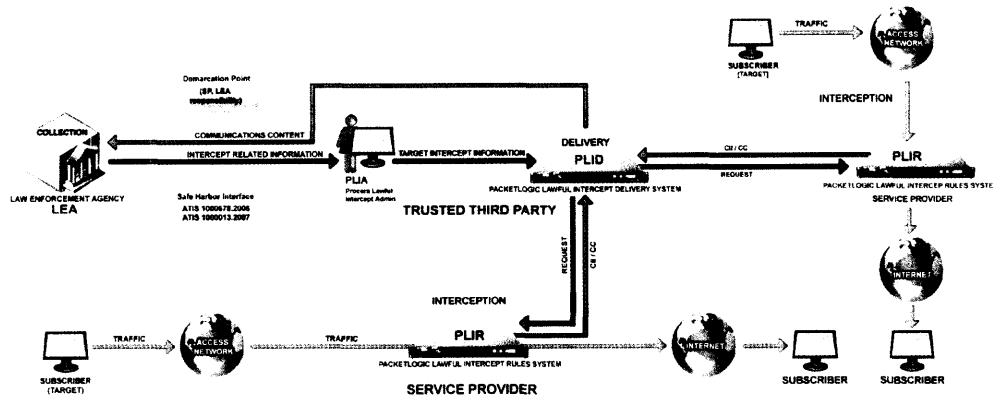 TRAFFIC
ACCESS
NETWORK
SUBSCRIBER
(TARGET)
INTERCEPTION
Demarcation Point
(SP, LEA
responsibility)
COLLECTION
COMMUNICATIONS CONTENT
INTERCEPT RELATED INFORMATION
LAW ENFORCEMENT AGENCY
LEA
Safe Harbor Interface
ATIS 1000678.2006
ATIS 1000013.2007
PLIA
Process Lawful
Intercept Admin
TARGET INTERCEPT INFORMATION
DELIVERY
PLID
PACKETLOGIC LAWFUL INTERCEPT DELIVERY SYSTEM
TRUSTED THIRD PARTY
CII / CC
REQUEST
PLIR
PACKETLOGIC LAWFUL INTERCEP RULES SYSTEM
SERVICE PROVIDER
INTERNET
SUBSCRIBER
REQUEST
CII / CC
INTERCEPTION
PLIR
PACKETLOGIC LAWFUL INTERCEPT RULES SYSTEM
SERVICE PROVIDER
SUBSCRIBER
(TARGET)
TRAFFIC
ACCESS
NETWORK
TRAFFIC
INTERNET
SUBSCRIBER